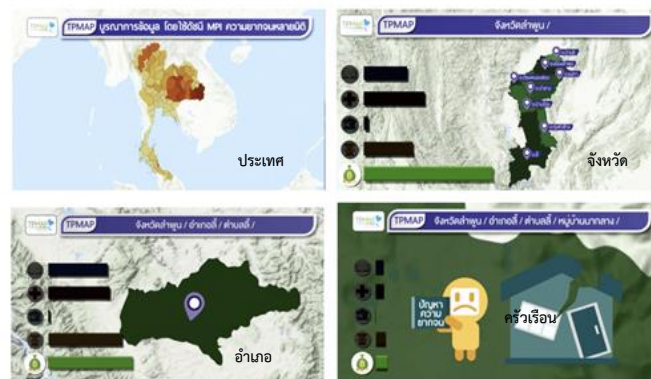 TPMAP
TPMAP บูรณาการข้อมูล โดยใช้ดัชนี MPI ความยากจนหลายมิติ
ประเทศ
TPMAP
จังหวัดลำพูน /
จังหวัด
TPMAP
TPMAP
จังหวัดลำพูน / อำเภอลี้ / ตำบลลี้ /
อำเภอ
TPMAP
TPMAP
จังหวัดลำพูน / อำเภอลี้ / ตำบลลี้ / หมู่บ้านนากลาง /
ปัญหา
ความ
ยากจน
ครัวเรือน